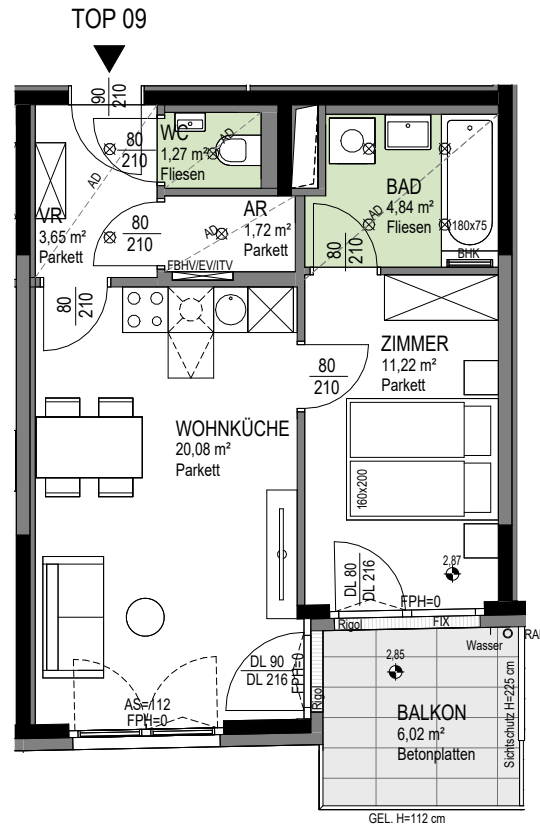 TOP 09
90
210
80
210
WC
1,27 m²
Fliesen
AD
AD
VR
3,65 m²
Parkett
80
210
AD
AR
1,72 m²
Parkett
FBHV/EV/ITV
BAD
4,84 m²
Fliesen
AD
180x75
BHK
80
210
80
210
ZIMMER
11,22 m²
Parkett
80
210
WOHNKÜCHE
20,08 m²
Parkett
160x200
2,87
DL 80
DL 216
FPH=0
Rigol
FIX
Wasser
RAR
2,85
DL 90
DL 216
FPH=0
Rigol
AS=112
FPH=0
BALKON
6,02 m²
Betonplatten
Sichtschutz H=225 cm
GEL. H=112 cm